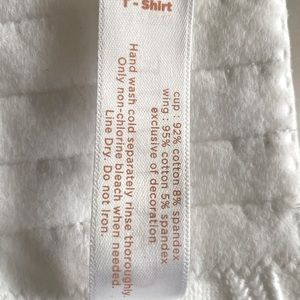 T - Shirt
cup : 92% cotton 8% spandex
wing : 95% cotton 5% spandex
exclusive of decoration
Hand wash cold separately rinse thoroughly.
Only non-chlorine bleach when needed.
Line Dry. Do not Iron.